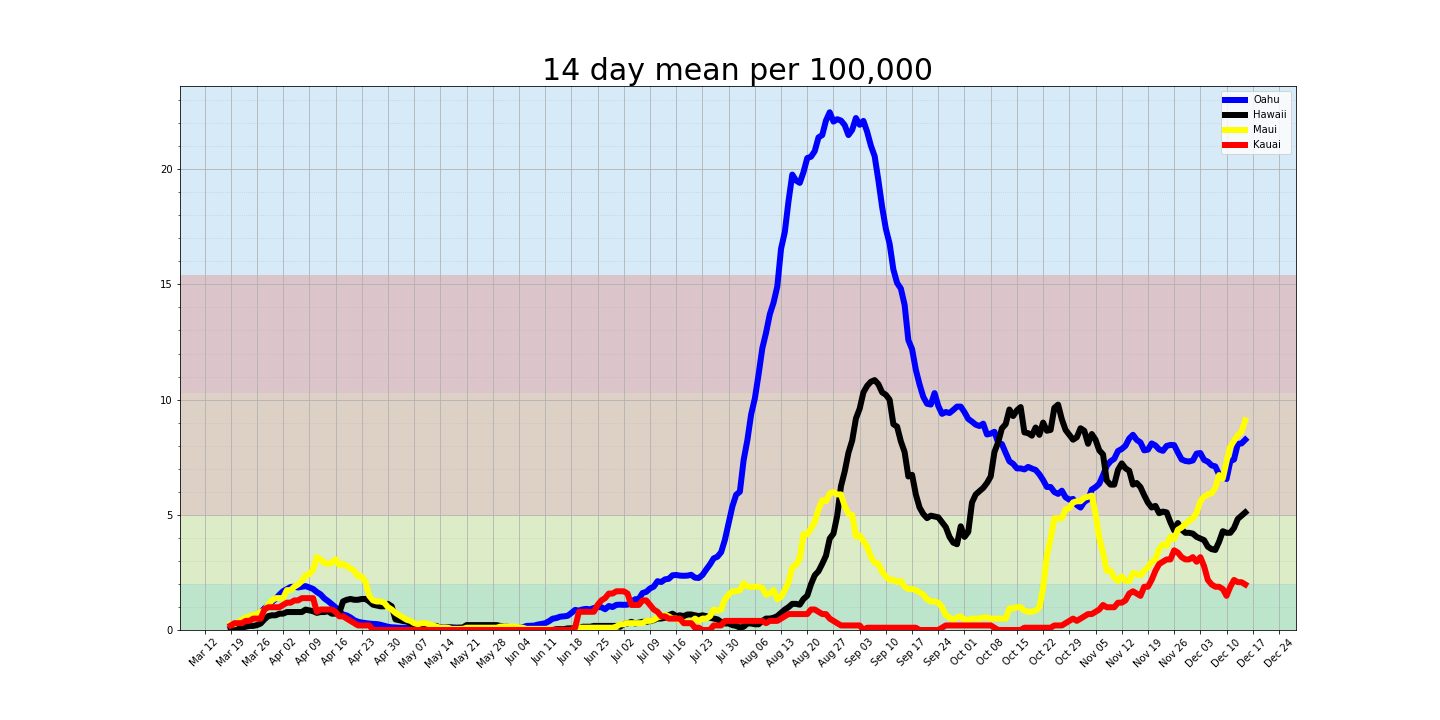 14 day mean per 100,000
Oahu
Hawaii
Maui
Kauai
20
15
10
5
0
Mar 12
Mar 19
Mar 26
Apr 02
Apr 09
Apr 16
Apr 23
Apr 30
May 07
May 14
May 21
May 28
Jun 04
Jun 11
Jun 18
Jun 25
Jul 02
Jul 09
Jul 16
Jul 23
Jul 30
Aug 06
Aug 13
Aug 20
Aug 27
Sep 03
Sep 10
Sep 17
Sep 24
Oct 01
Oct 08
Oct 15
Oct 22
Oct 29
Nov 05
Nov 12
Nov 19
Nov 26
Dec 03
Dec 10
Dec 17
Dec 24